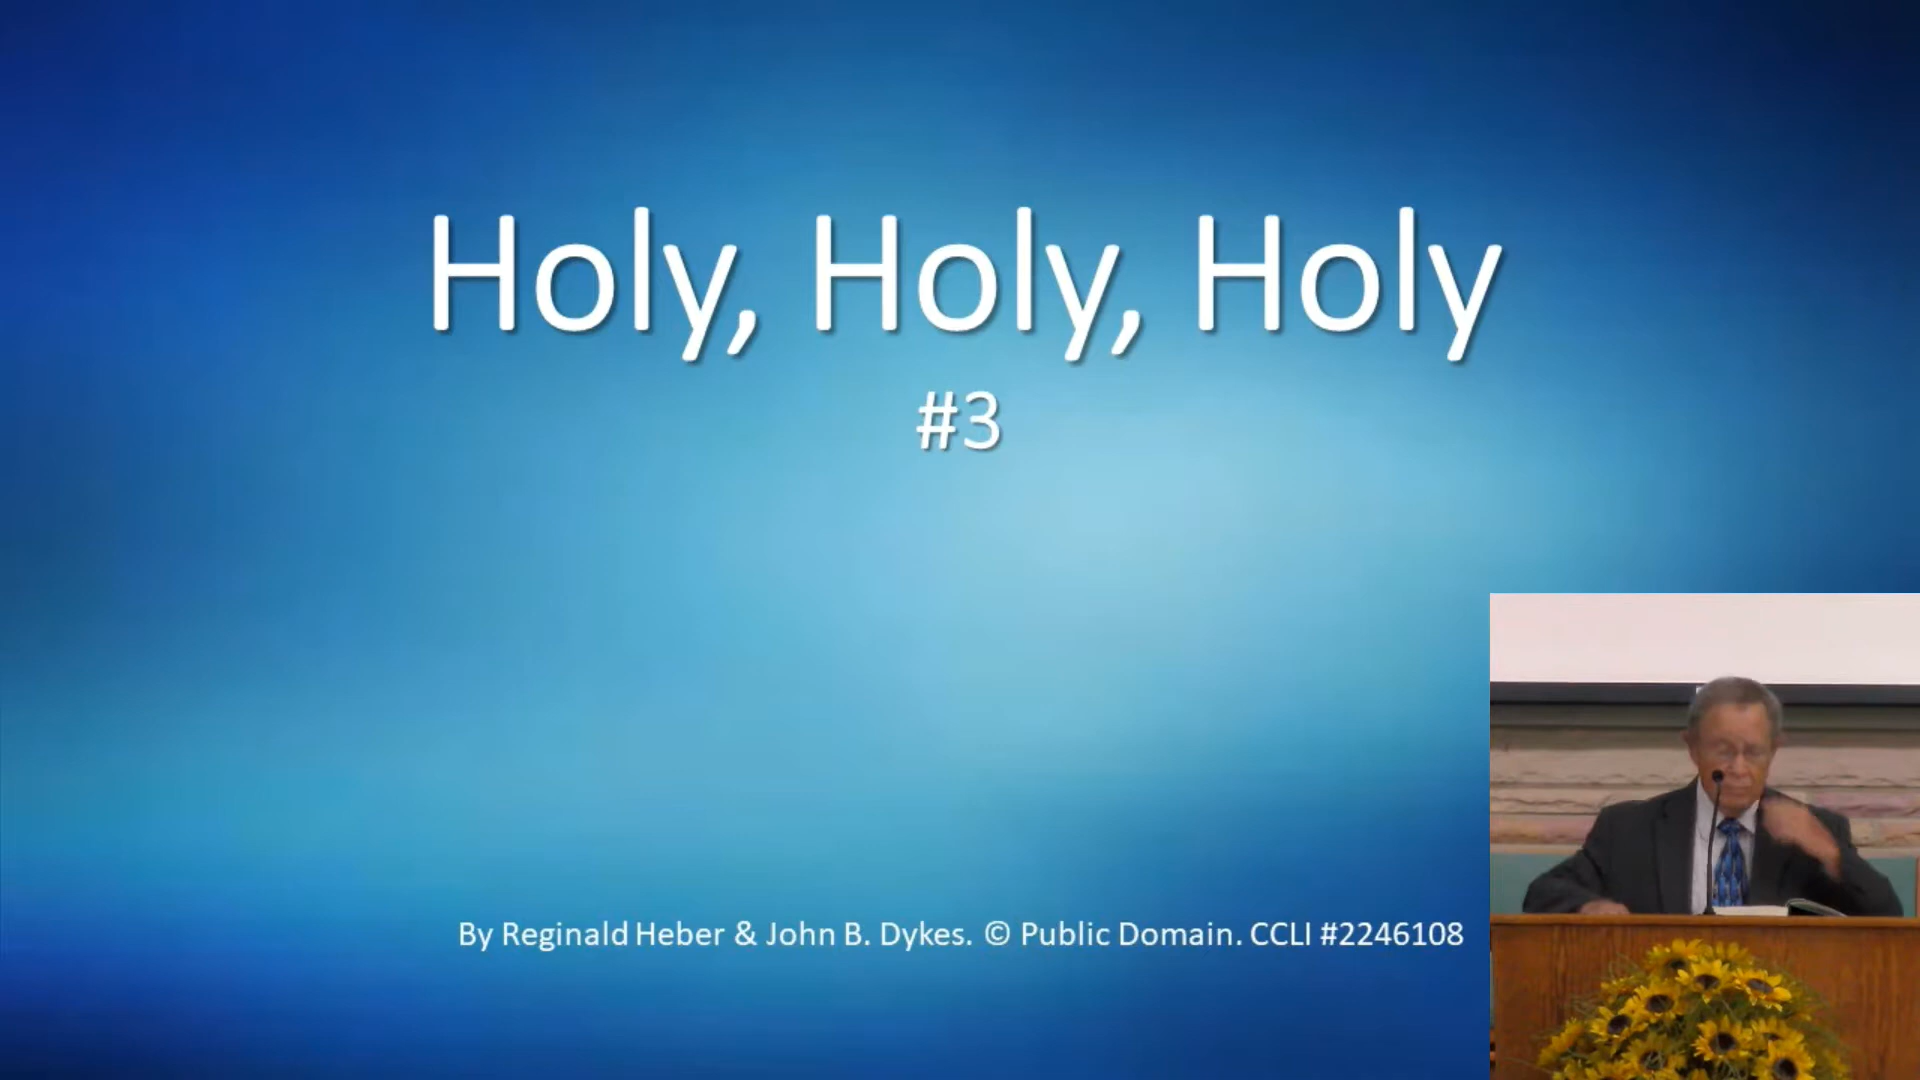 Holy, Holy, Holy
#3
By Reginald Heber & John B. Dykes. © Public Domain. CCLI #2246108